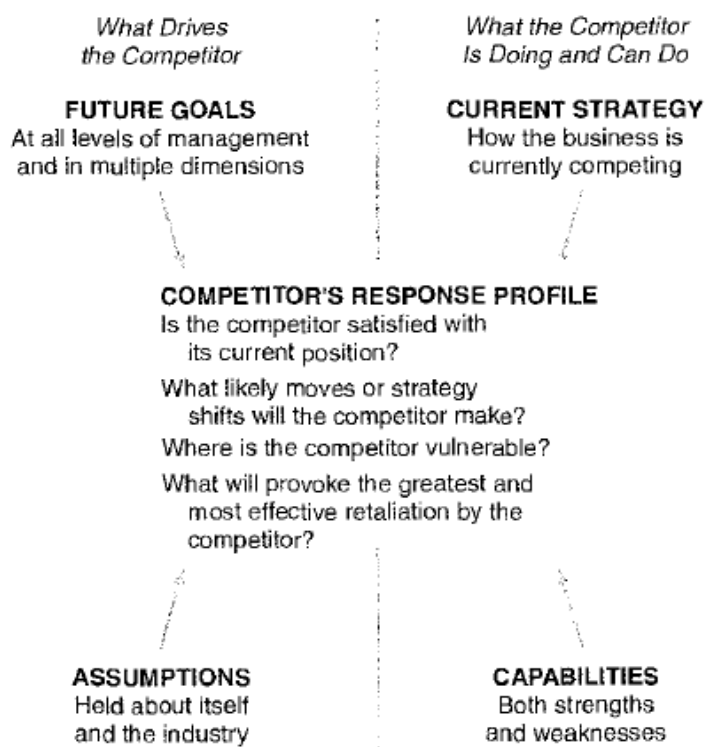 What Drives
the Competitor
What the Competitor
Is Doing and Can Do
FUTURE GOALS
At all levels of management
and in multiple dimensions
CURRENT STRATEGY
How the business is
currently competing
COMPETITOR'S RESPONSE PROFILE
Is the competitor satisfied with
its current position?
What likely moves or strategy
shifts will the competitor make?
Where is the competitor vulnerable?
What will provoke the greatest and
most effective retaliation by the
competitor?
ASSUMPTIONS
Held about itself
and the industry
CAPABILITIES
Both strengths
and weaknesses